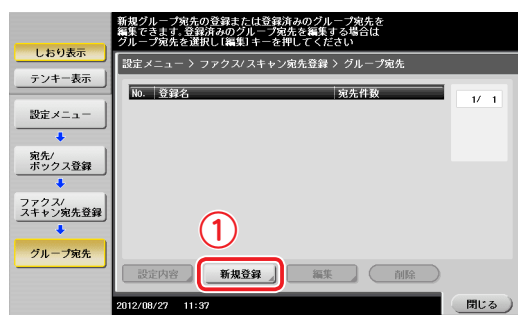 新規グループ宛先の登録または登録済みのグループ宛先を
編集できます。登録済みのグループ宛先を編集する場合は
グループ宛先を選択し[編集]キーを押してください
しおり表示
テンキー表示
設定メニュー
宛先/
ボックス登録
ファクス/
スキャン宛先登録
グループ宛先
設定メニュー > ファクス/スキャン宛先登録 > グループ宛先
No. 登録名 宛先件数
1/ 1
①
設定内容 新規登録 編集 削除
2012/08/27 11:37
閉じる